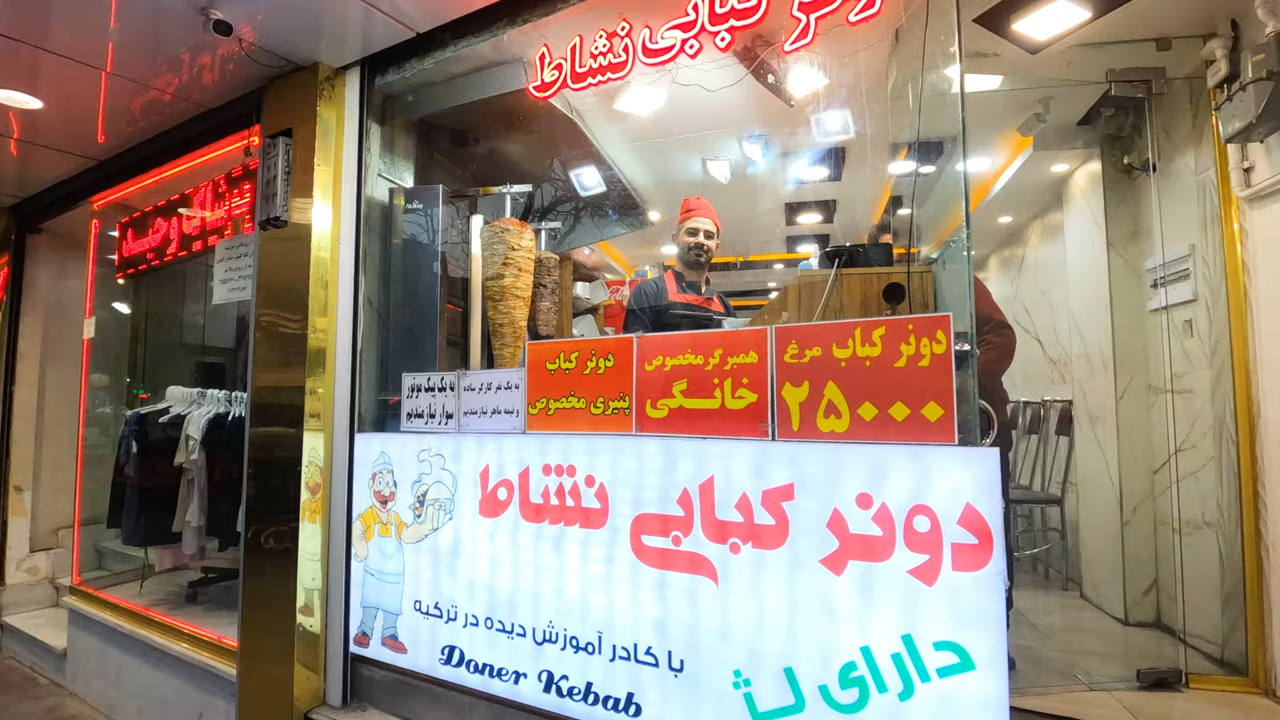 کبابی نشاط
پوشاک وحید
دونر کباب مرغ
۲۵۰۰۰
همبرگر مخصوص
خانگی
دونر کباب
پنیری مخصوص
به یک نفر کارگر ساده
و نیمه ماهر نیازمندیم
به یک پیک موتور
سوار نیازمندیم
دونر کبابی نشاط
با کادر آموزش دیده در ترکیه
Doner Kebab
دارای